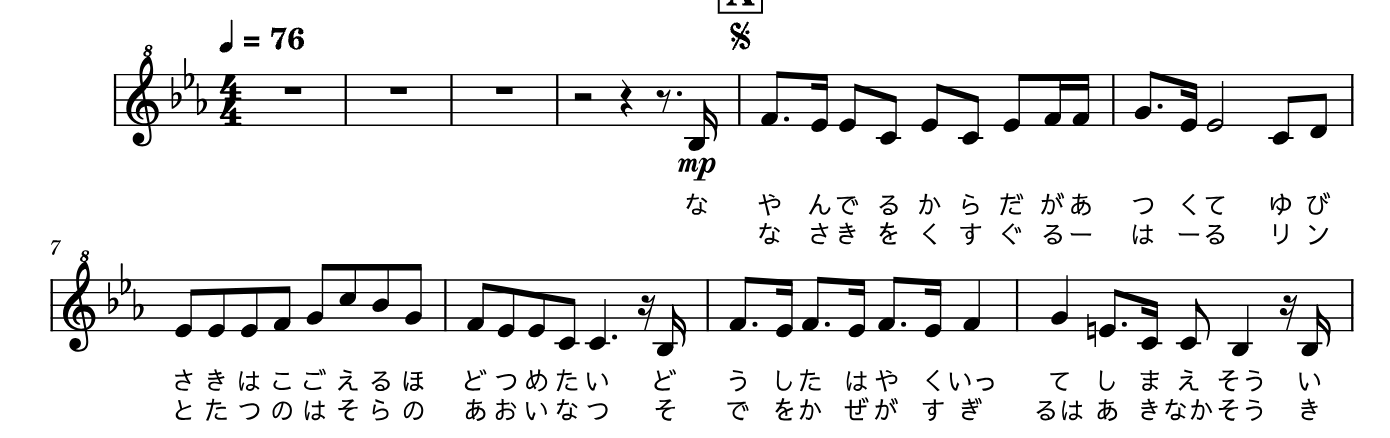 A
♩ = 76
mp
な や んで る か ら だ があ つ くて ゆ び
な さき を く す ぐ るー は ーる リ ン
7
さ き は こ ご え る ほ ど つ め た い ど う した はや くいっ て し ま え そう い
と た つ の は そ ら の あ お い な つ そ で をか ぜが す ぎ るは あ きなか そう き